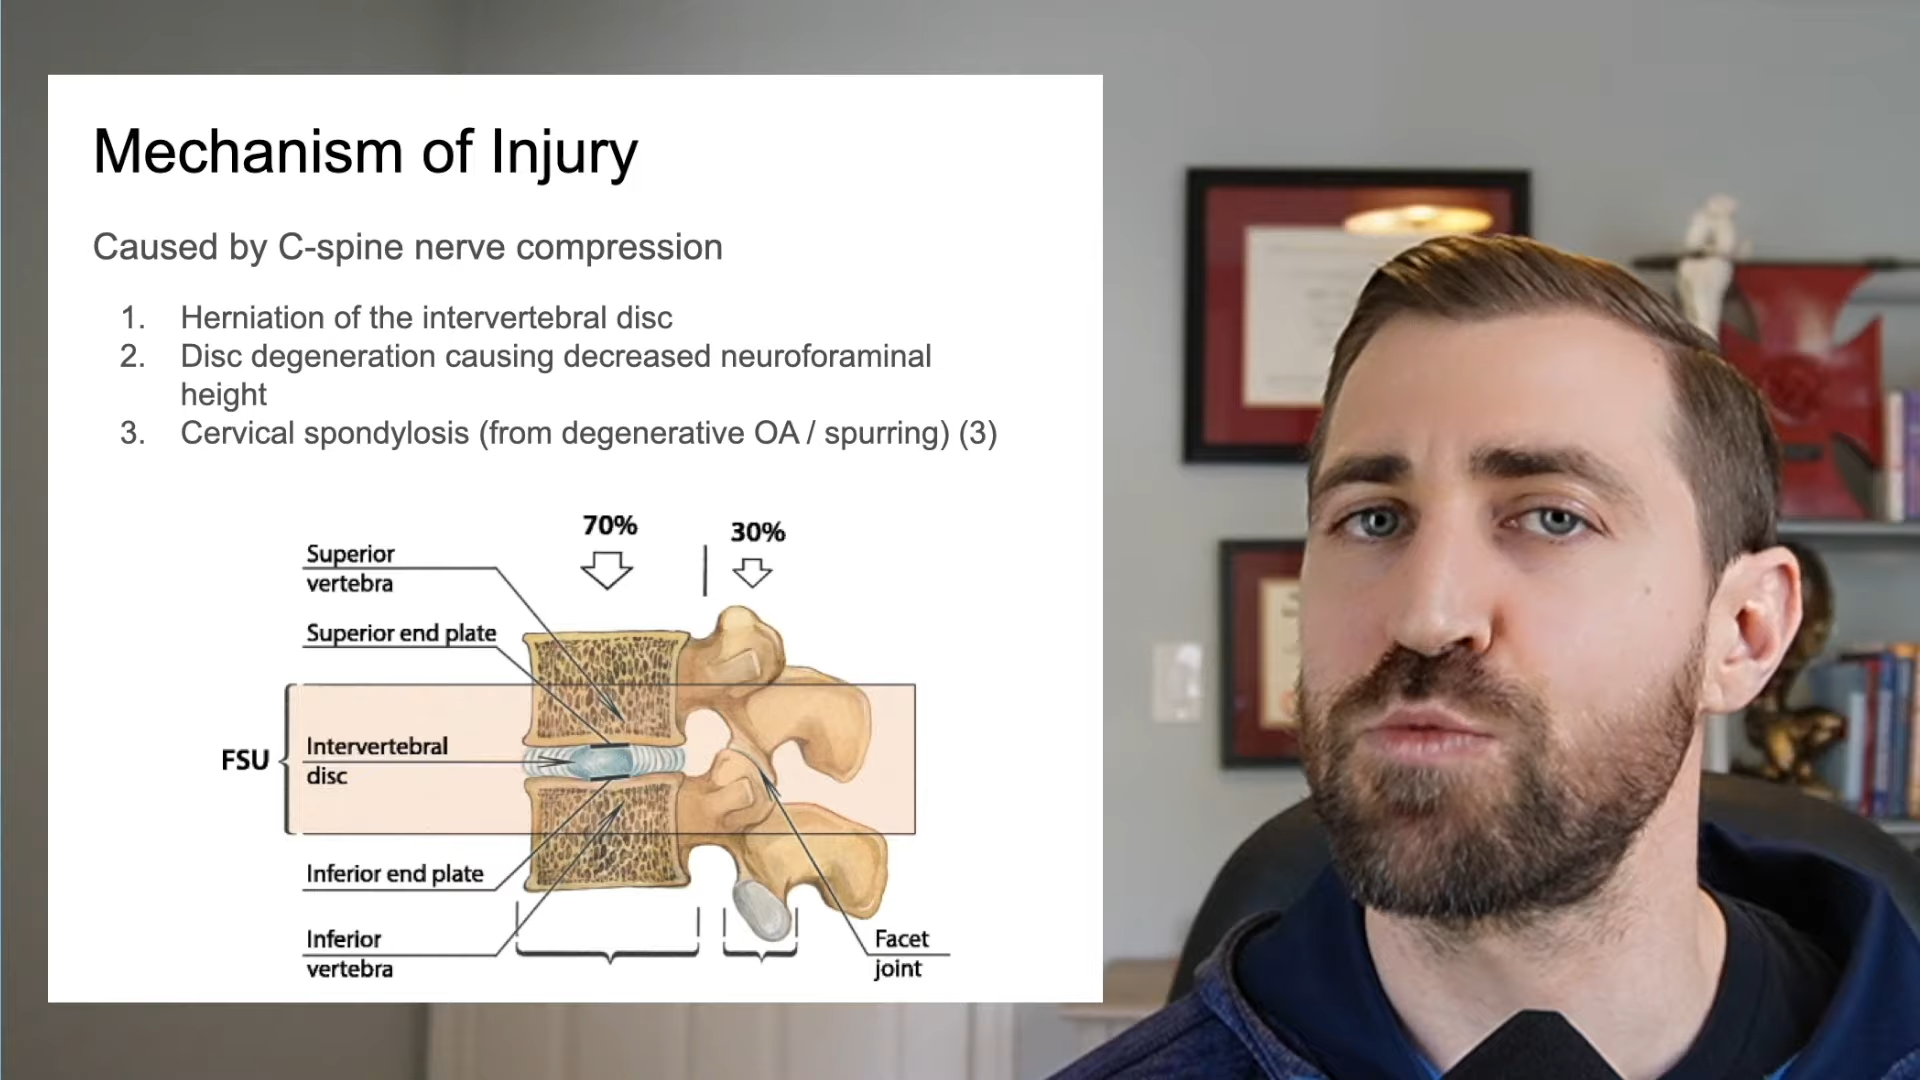 Mechanism of Injury
Caused by C-spine nerve compression
1. Herniation of the intervertebral disc
2. Disc degeneration causing decreased neuroforaminal
height
3. Cervical spondylosis (from degenerative OA / spurring) (3)
70%
30%
Superior
vertebra
Superior end plate
FSU
Intervertebral
disc
Inferior end plate
Inferior
vertebra
Facet
joint